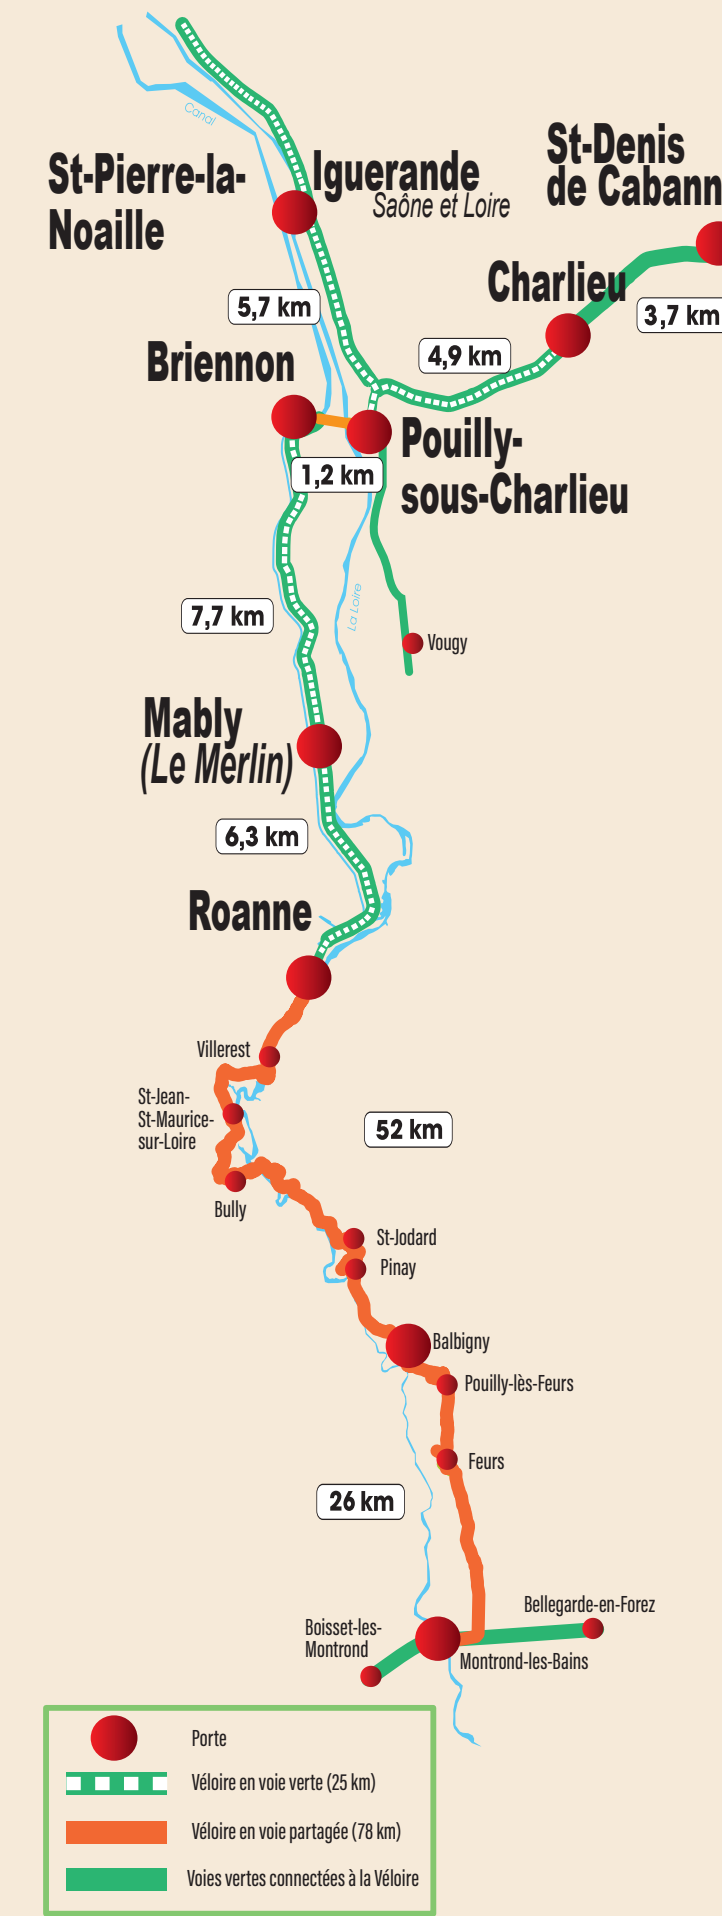 Canal
St-Denis
de Cabann
St-Pierre-la-
Noaille
Iguerande
Saône et Loire
Charlieu
5,7 km
3,7 km
4,9 km
Briennon
Pouilly-
sous-Charlieu
1,2 km
La Loire
7,7 km
Vougy
Mably
(Le Merlin)
6,3 km
Roanne
Villerest
St-Jean-
St-Maurice-
sur-Loire
52 km
Bully
St-Jodard
Pinay
Balbigny
Pouilly-lès-Feurs
Feurs
26 km
Bellegarde-en-Forez
Boisset-les-
Montrond
Montrond-les-Bains
Porte
Véloire en voie verte (25 km)
Véloire en voie partagée (78 km)
Voies vertes connectées à la Véloire